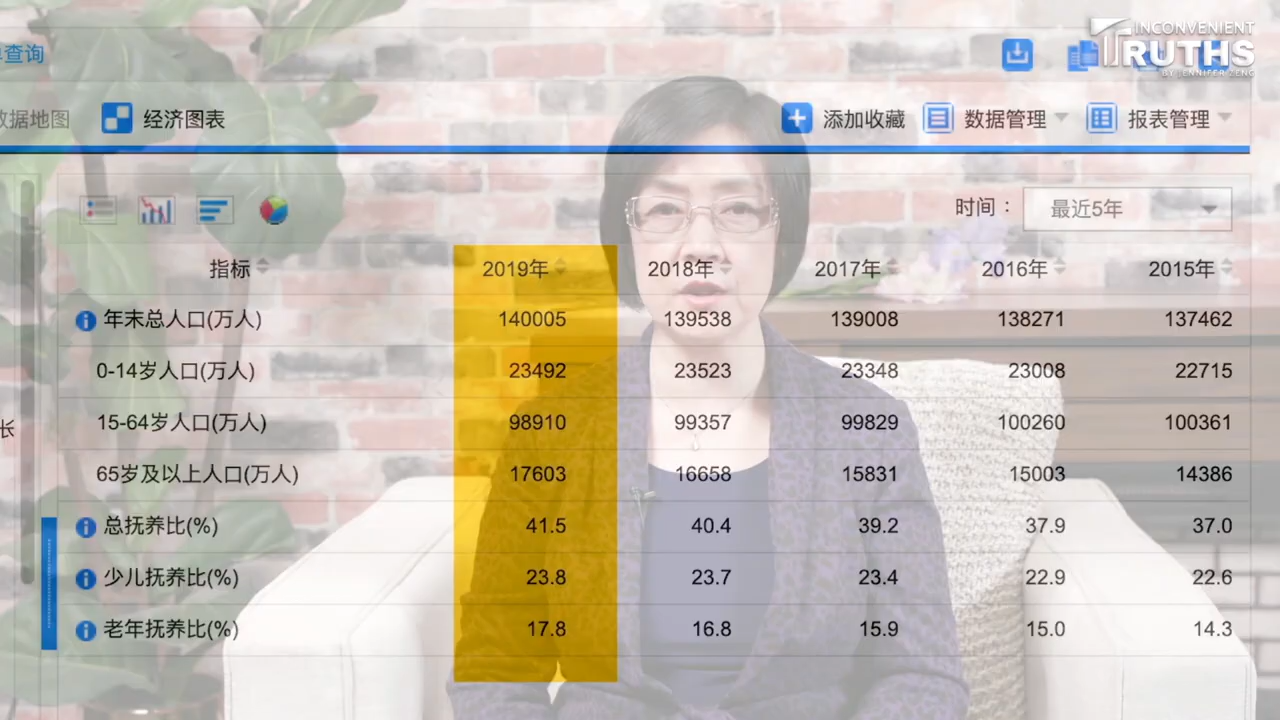 INCONVENIENT
TRUTHS
BY JENNIFER ZENG
查询
数据地图 经济图表 添加收藏 数据管理 报表管理
时间： 最近5年
指标 2019年 2018年 2017年 2016年 2015年
年末总人口(万人) 140005 139538 139008 138271 137462
0-14岁人口(万人) 23492 23523 23348 23008 22715
15-64岁人口(万人) 98910 99357 99829 100260 100361
65岁及以上人口(万人) 17603 16658 15831 15003 14386
长
总抚养比(%) 41.5 40.4 39.2 37.9 37.0
少儿抚养比(%) 23.8 23.7 23.4 22.9 22.6
老年抚养比(%) 17.8 16.8 15.9 15.0 14.3